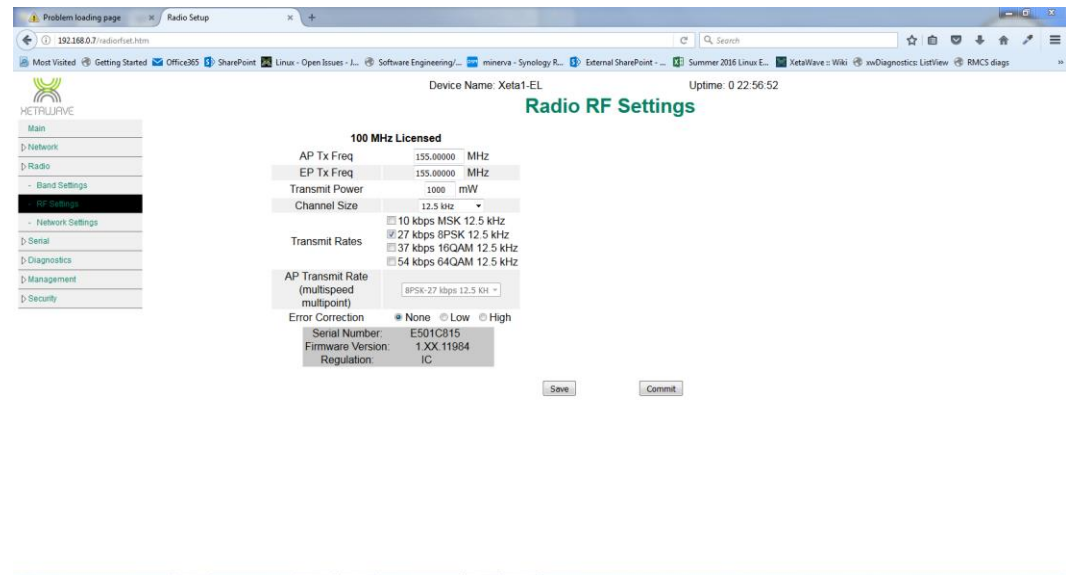 Problem loading page
Radio Setup
192.168.0.7/radiorfset.htm
Search
Most Visited Getting Started Office365 SharePoint Linux - Open Issues - J... Software Engineering/... minerva - Synology R... External SharePoint - ... Summer 2016 Linux E... XetaWave :: Wiki xwDiagnostics: ListView RMCS diags
XETAWAVE
Device Name: Xeta1-EL
Uptime: 0 22:56:52
Radio RF Settings
Main
Network
Radio
- Band Settings
- RF Settings
- Network Settings
Serial
Diagnostics
Management
Security
100 MHz Licensed
AP Tx Freq 155.00000 MHz
EP Tx Freq 155.00000 MHz
Transmit Power 1000 mW
Channel Size 12.5 kHz
Transmit Rates
10 kbps MSK 12.5 kHz
27 kbps 8PSK 12.5 kHz
37 kbps 16QAM 12.5 kHz
54 kbps 64QAM 12.5 kHz
AP Transmit Rate
(multispeed
multipoint)
8PSK-27 kbps 12.5 KH
Error Correction None Low High
Serial Number: E501C815
Firmware Version: 1.XX.11984
Regulation: IC
Save Commit